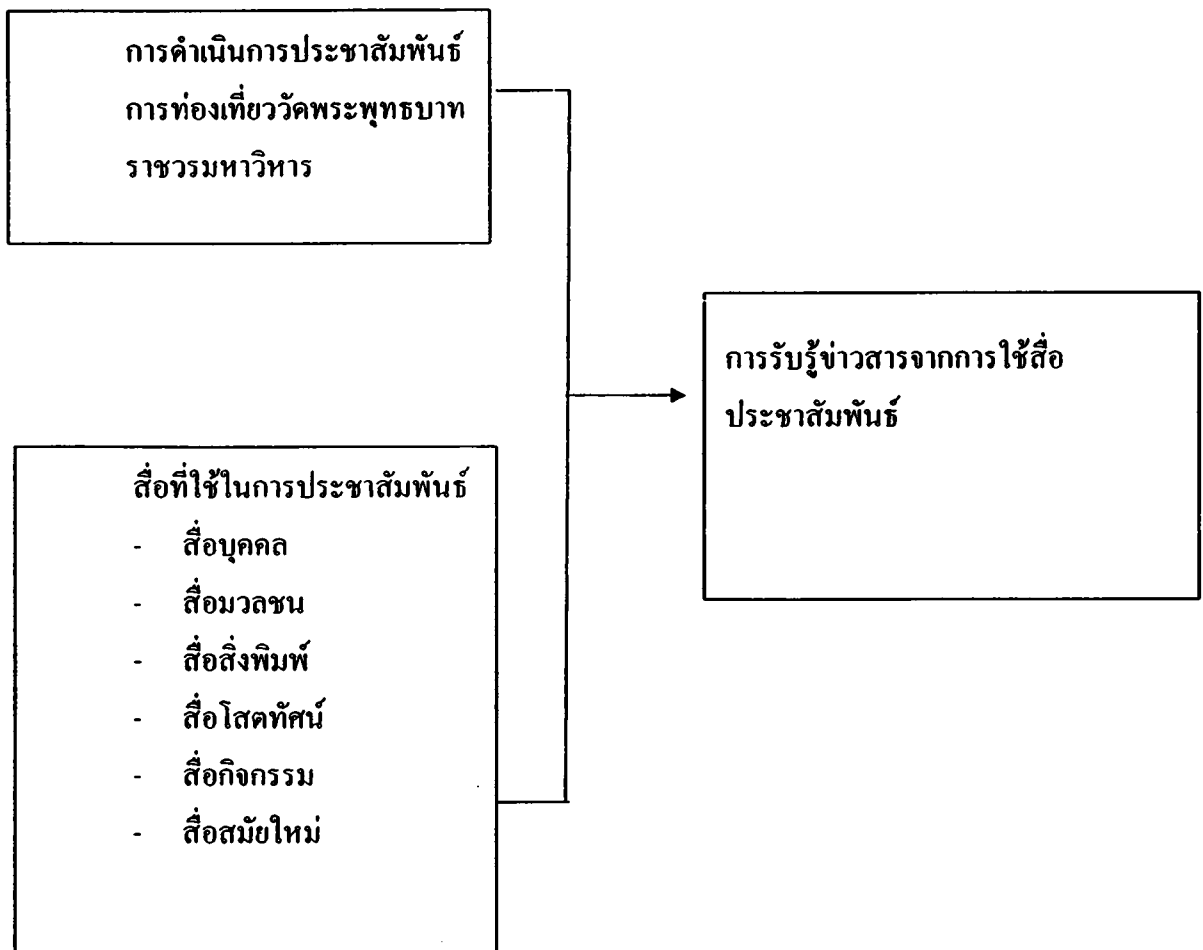 การดำเนินการประชาสัมพันธ์
การท่องเที่ยววัดพระพุทธบาท
ราชวรมหาวิหาร
การรับรู้ข่าวสารจากการใช้สื่อ
ประชาสัมพันธ์
สื่อที่ใช้ในการประชาสัมพันธ์
- สื่อบุคคล
- สื่อมวลชน
- สื่อสิ่งพิมพ์
- สื่อโสตทัศน์
- สื่อกิจกรรม
- สื่อสมัยใหม่